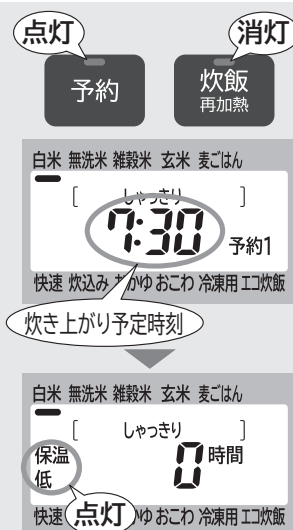 点灯 消灯
予約 炊飯
再加熱
白米 無洗米 雑穀米 玄米 麦ごはん
[ しゃっきり ]
7:30 予約1
快速 炊込み おかゆ おこわ 冷凍用 エコ炊飯
炊き上がり予定時刻
白米 無洗米 雑穀米 玄米 麦ごはん
[ しゃっきり ]
保温 0時間
低
快速 点灯 かゆ おこわ 冷凍用 エコ炊飯